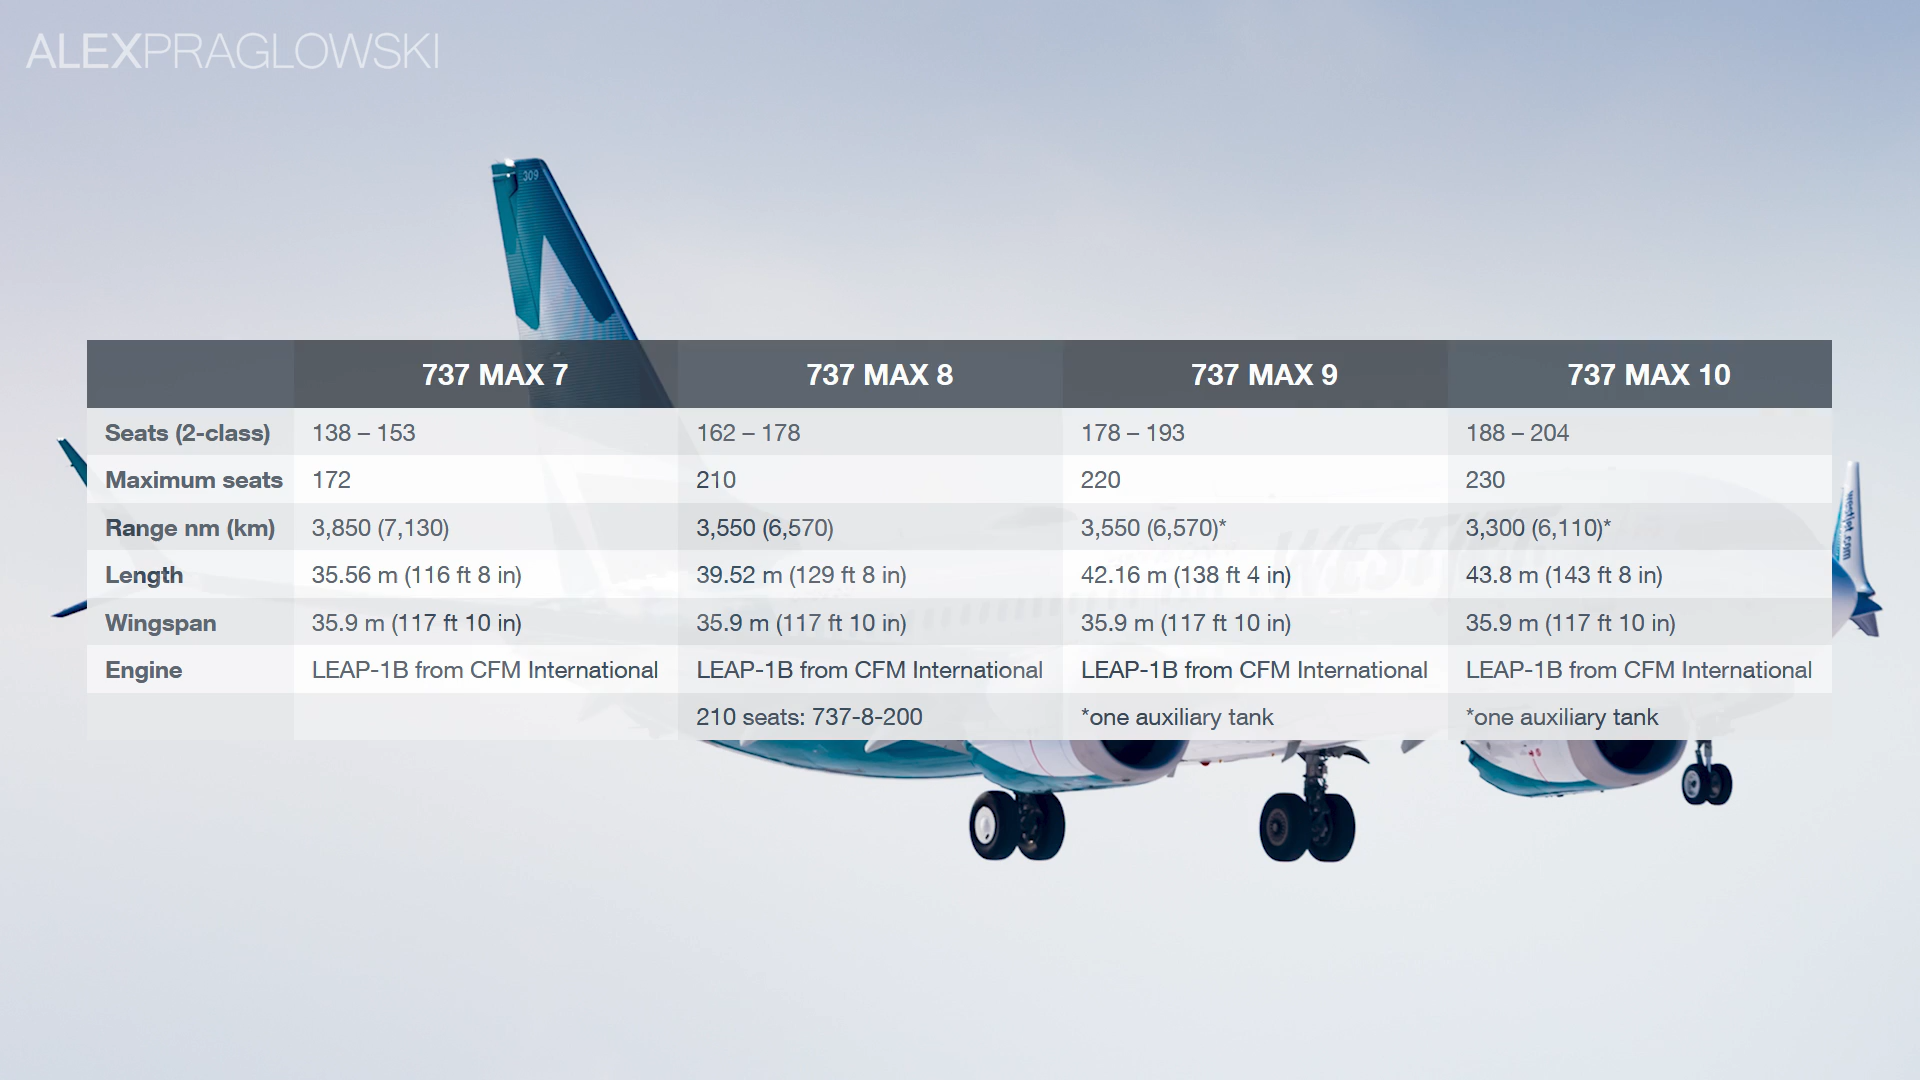 ALEXPRAGLOWSKI
309
737 MAX 7 737 MAX 8 737 MAX 9 737 MAX 10
Seats (2-class) 138 – 153 162 – 178 178 – 193 188 – 204
Maximum seats 172 210 220 230
Range nm (km) 3,850 (7,130) 3,550 (6,570) 3,550 (6,570)* 3,300 (6,110)*
WESTJET
westjet.com
Length 35.56 m (116 ft 8 in) 39.52 m (129 ft 8 in) 42.16 m (138 ft 4 in) 43.8 m (143 ft 8 in)
Wingspan 35.9 m (117 ft 10 in) 35.9 m (117 ft 10 in) 35.9 m (117 ft 10 in) 35.9 m (117 ft 10 in)
Engine LEAP-1B from CFM International LEAP-1B from CFM International LEAP-1B from CFM International LEAP-1B from CFM International
210 seats: 737-8-200 *one auxiliary tank *one auxiliary tank